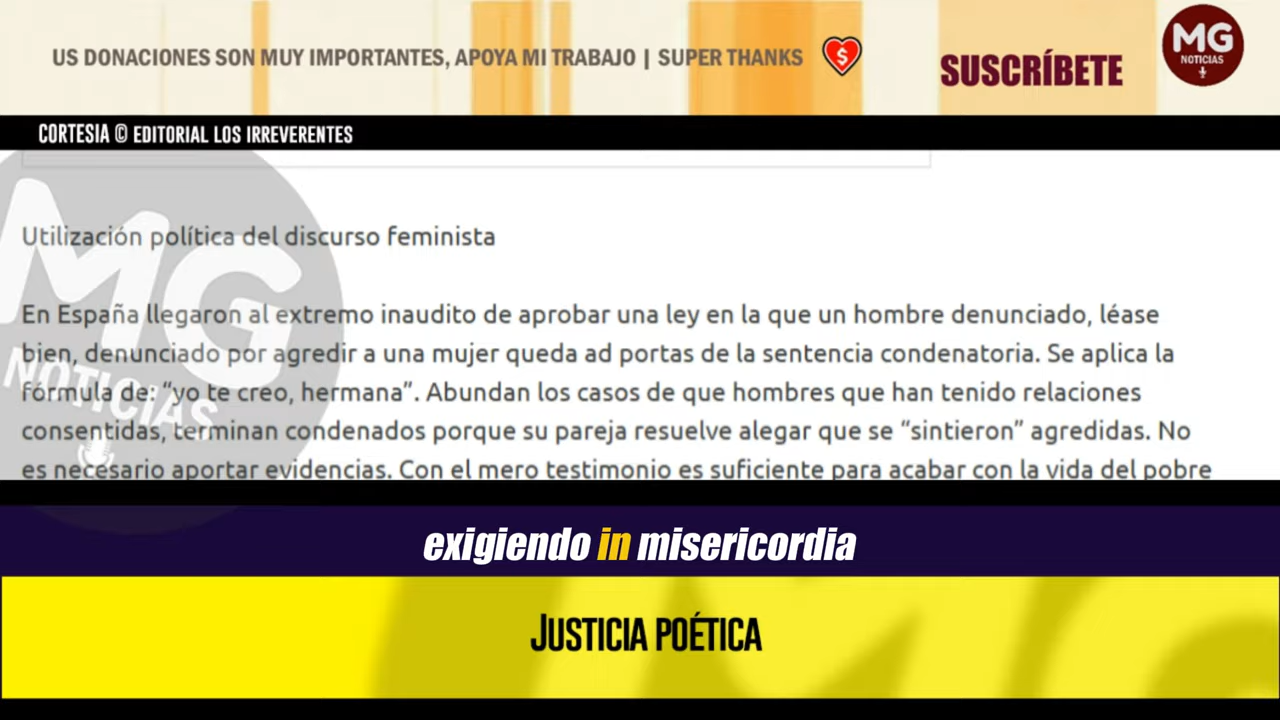 US DONACIONES SON MUY IMPORTANTES, APOYA MI TRABAJO | SUPER THANKS
$
SUSCRÍBETE
MG
NOTICIAS
CORTESIA © EDITORIAL LOS IRREVERENTES
Utilización política del discurso feminista
En España llegaron al extremo inaudito de aprobar una ley en la que un hombre denunciado, léase
bien, denunciado por agredir a una mujer queda ad portas de la sentencia condenatoria. Se aplica la
fórmula de: “yo te creo, hermana”. Abundan los casos de que hombres que han tenido relaciones
consentidas, terminan condenados porque su pareja resuelve alegar que se “sintieron” agredidas. No
es necesario aportar evidencias. Con el mero testimonio es suficiente para acabar con la vida del pobre
MG
NOTICIAS
exigiendo in misericordia
JUSTICIA POÉTICA